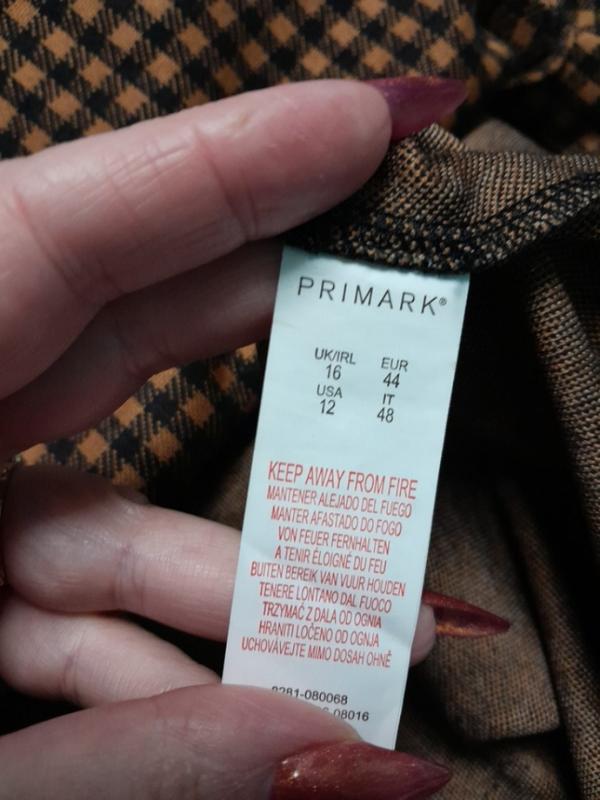 PRIMARK®
UK/IRL EUR
16 44
USA IT
12 48
KEEP AWAY FROM FIRE
MANTENER ALEJADO DEL FUEGO
MANTER AFASTADO DO FOGO
VON FEUER FERNHALTEN
A TENIR ÉLOIGNÉ DU FEU
BUITEN BEREIK VAN VUUR HOUDEN
TENERE LONTANO DAL FUOCO
TRZYMAĆ Z DALA OD OGNIA
HRANITI LOČENO OD OGNJA
UCHOVÁVEJTE MIMO DOSAH OHNĚ
8281-080068